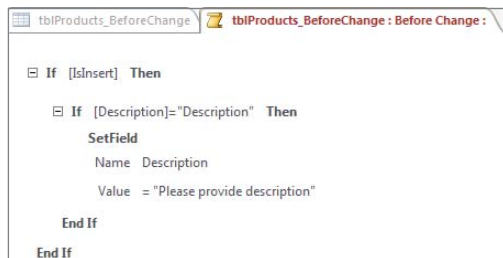 tblProducts_BeforeChange
tblProducts_BeforeChange : Before Change :
If [IsInsert] Then
If [Description]="Description" Then
SetField
Name Description
Value = "Please provide description"
End If
End If